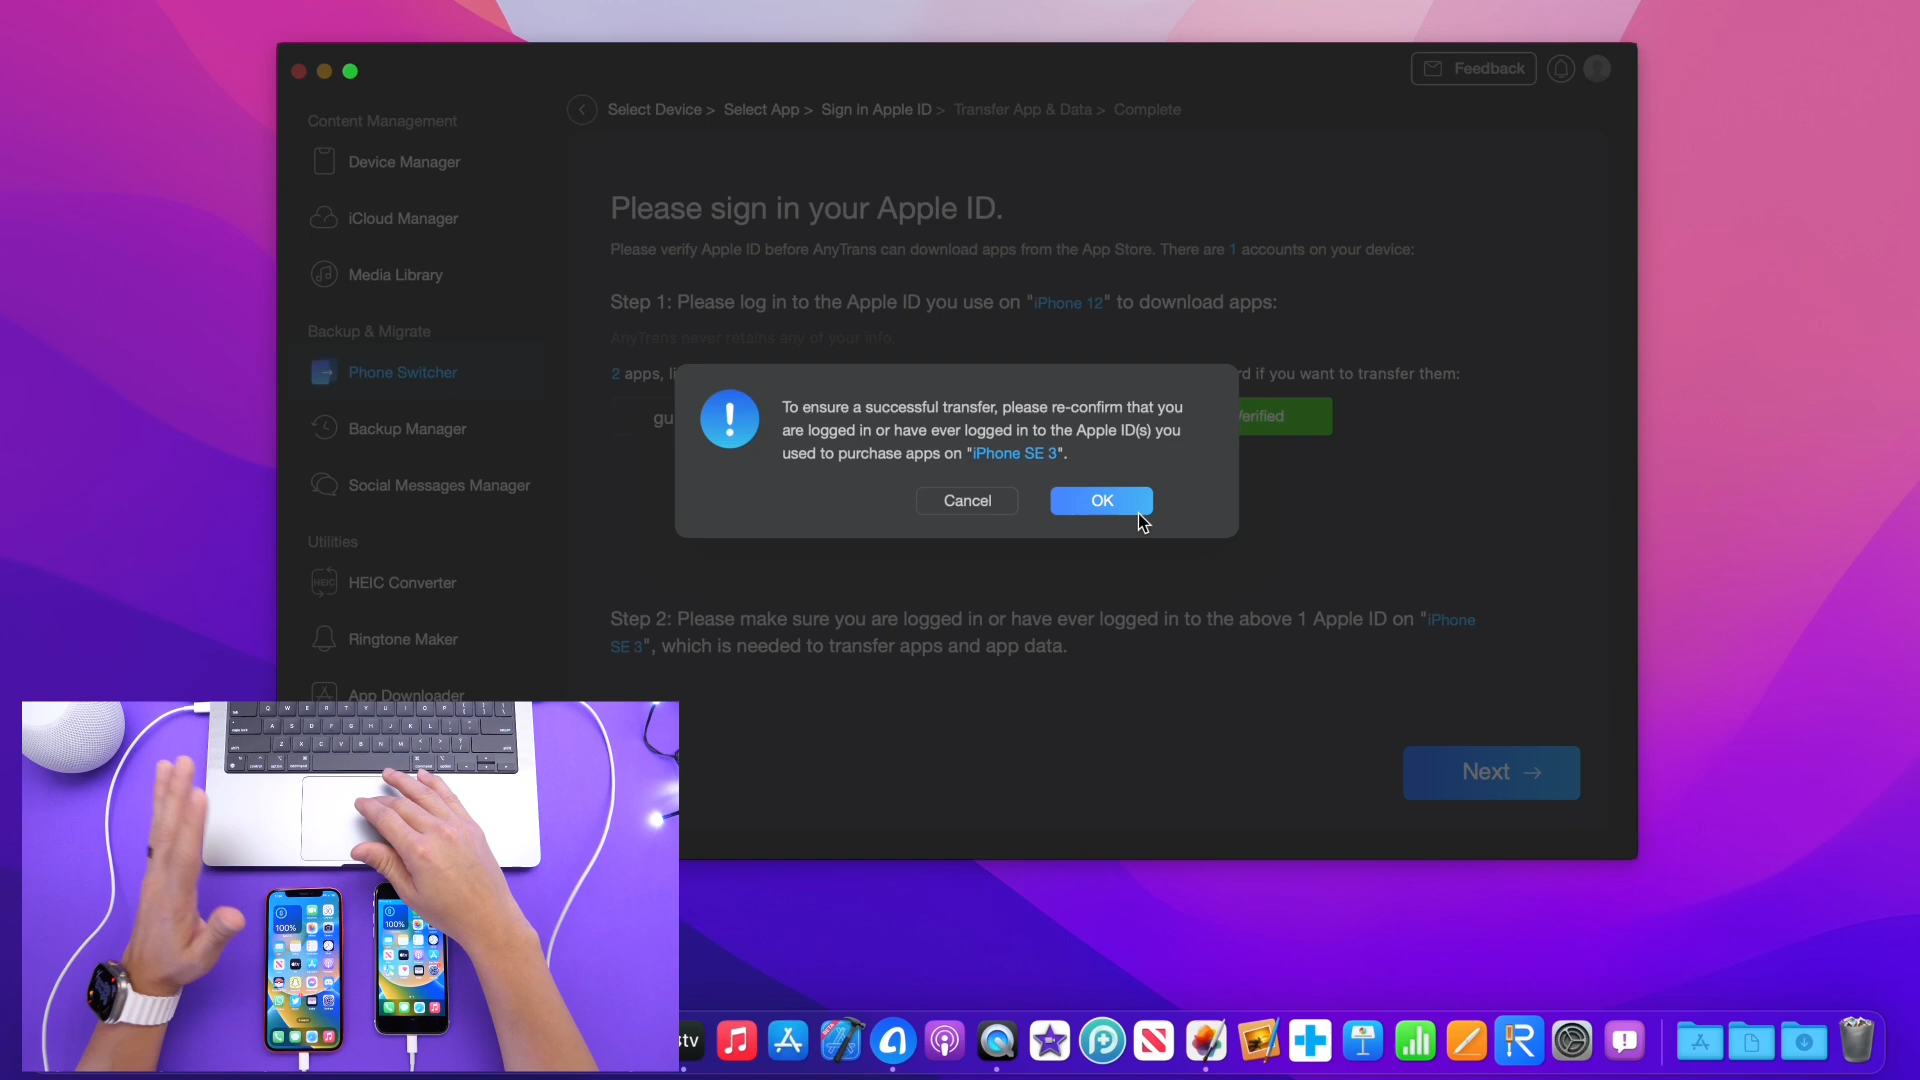 Feedback
Select Device > Select App > Sign in Apple ID > Transfer App & Data > Complete
Content Management
Device Manager
iCloud Manager
Media Library
Backup & Migrate
Phone Switcher
Backup Manager
Social Messages Manager
Utilities
HEIC
HEIC Converter
Ringtone Maker
App Downloader
Please sign in your Apple ID.
Please verify Apple ID before AnyTrans can download apps from the App Store. There are 1 accounts on your device:
Step 1: Please log in to the Apple ID you use on "iPhone 12" to download apps:
AnyTrans never retains any of your info.
2 apps, li
rd if you want to transfer them:
gu
Verified
To ensure a successful transfer, please re-confirm that you
are logged in or have ever logged in to the Apple ID(s) you
used to purchase apps on "iPhone SE 3".
Cancel
OK
Step 2: Please make sure you are logged in or have ever logged in to the above 1 Apple ID on "iPhone
SE 3", which is needed to transfer apps and app data.
Next
Q W E R T Y U I O P
A S D F G H J K L
Z X C V B N M
100%
100%
tv
BETA